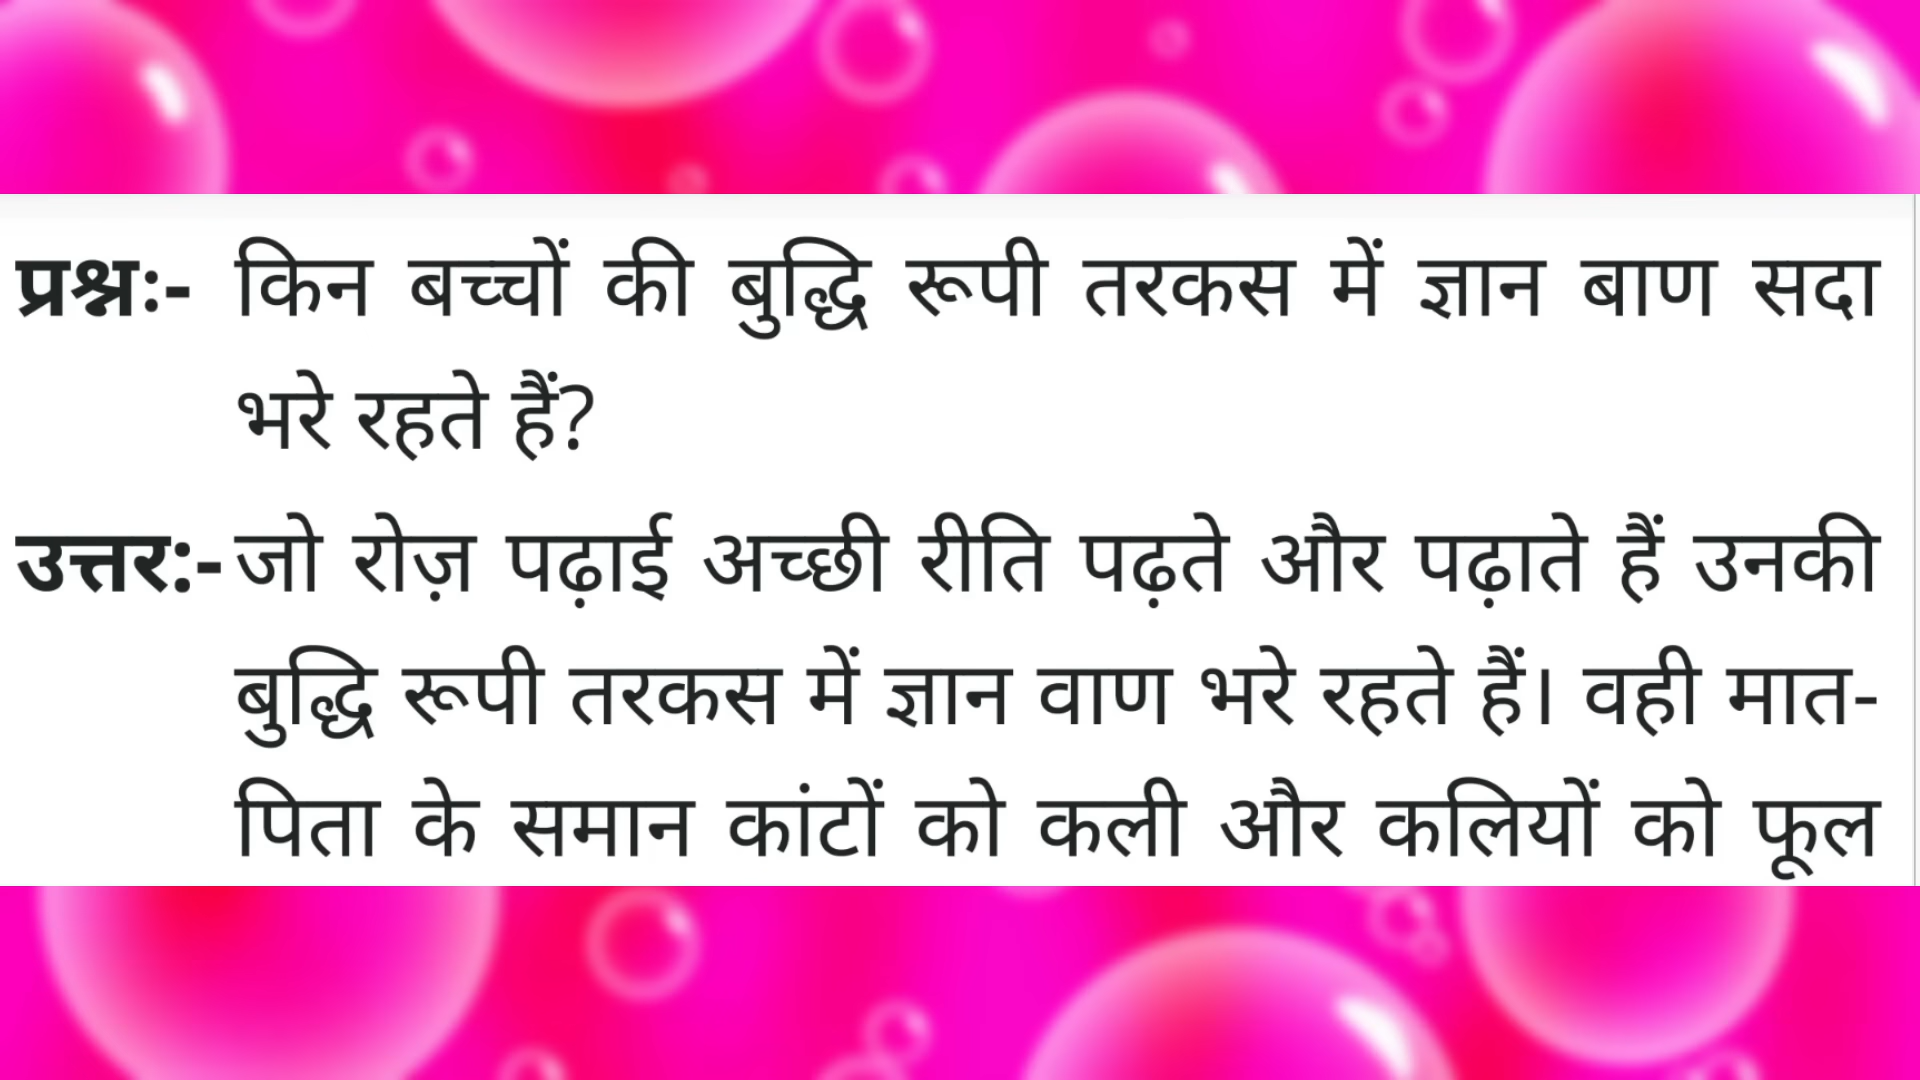 प्रश्नः- किन बच्चों की बुद्धि रूपी तरकस में ज्ञान बाण सदा
भरे रहते हैं?
उत्तर:- जो रोज़ पढ़ाई अच्छी रीति पढ़ते और पढ़ाते हैं उनकी
बुद्धि रूपी तरकस में ज्ञान वाण भरे रहते हैं। वही मात-
पिता के समान कांटों को कली और कलियों को फूल